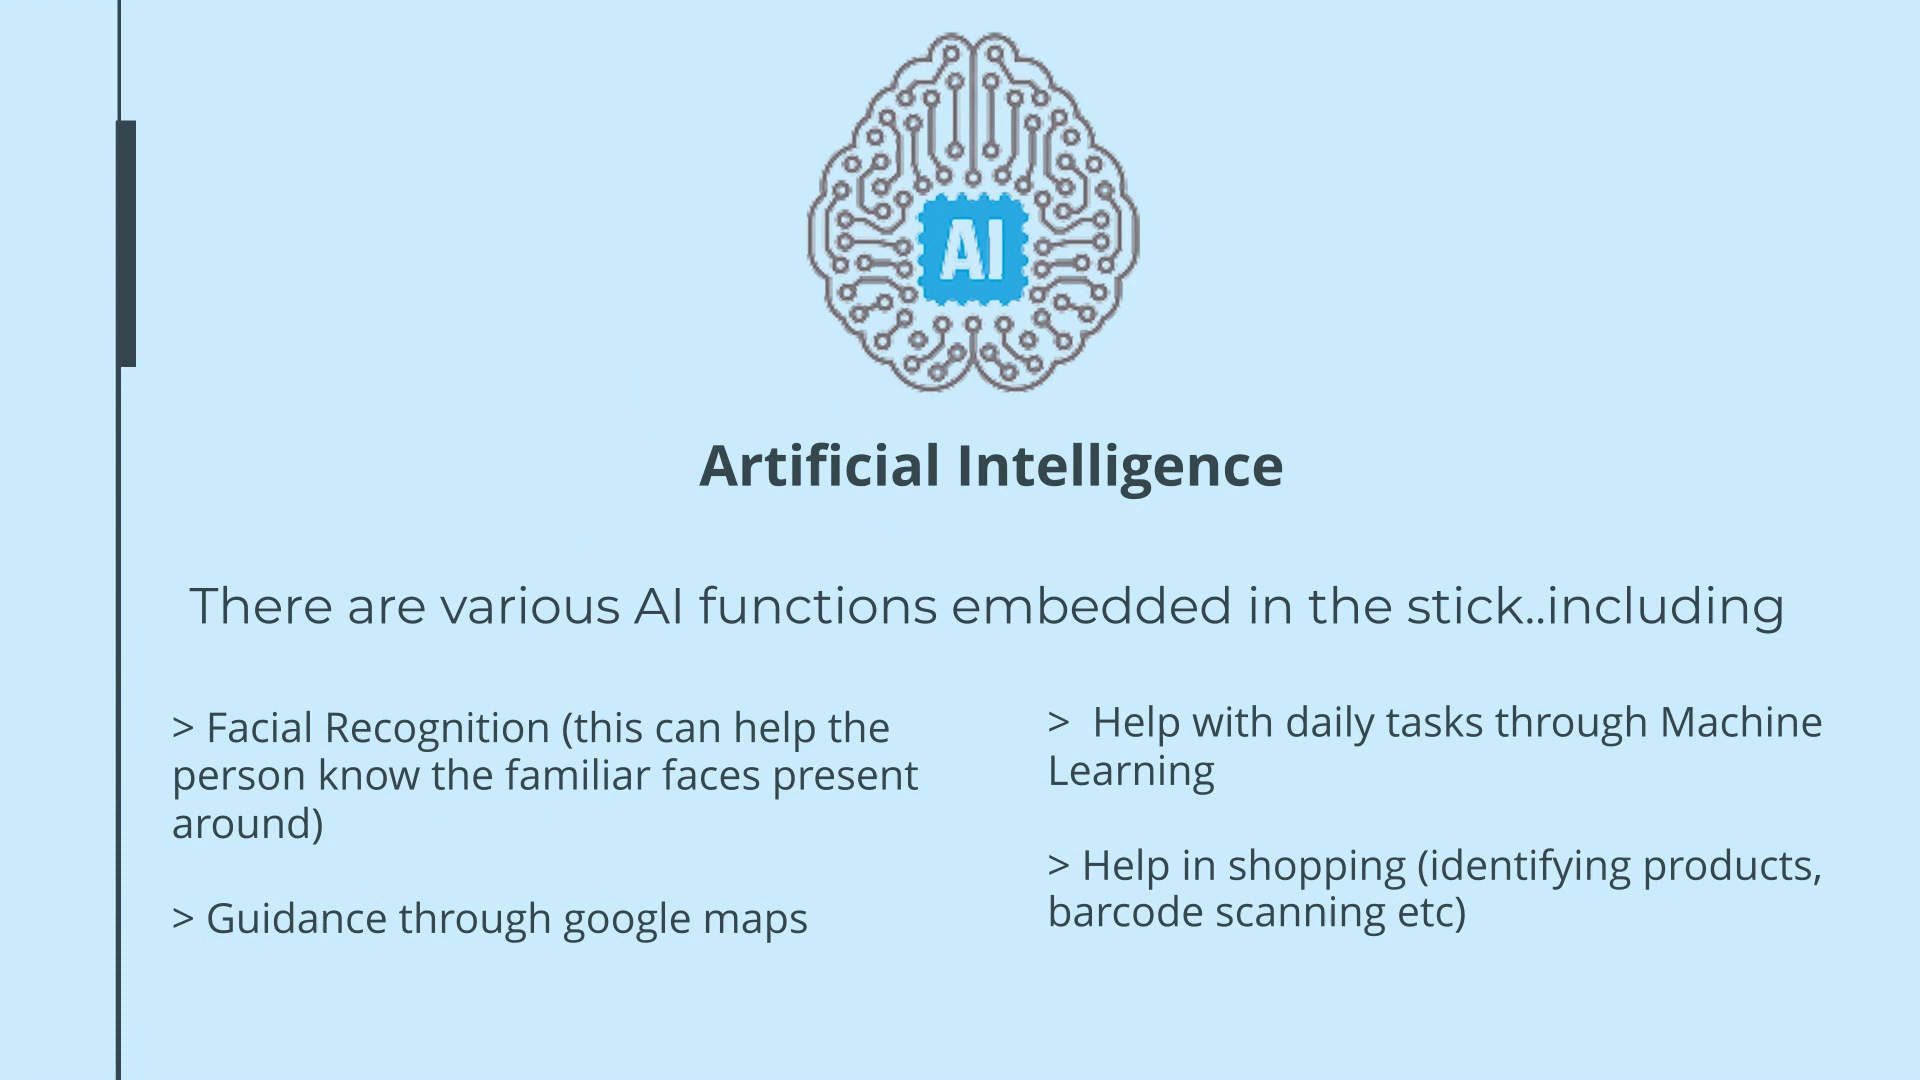 AI
Artificial Intelligence
There are various AI functions embedded in the stick..including
> Facial Recognition (this can help the
person know the familiar faces present
around)
> Guidance through google maps
>  Help with daily tasks through Machine
Learning
> Help in shopping (identifying products,
barcode scanning etc)